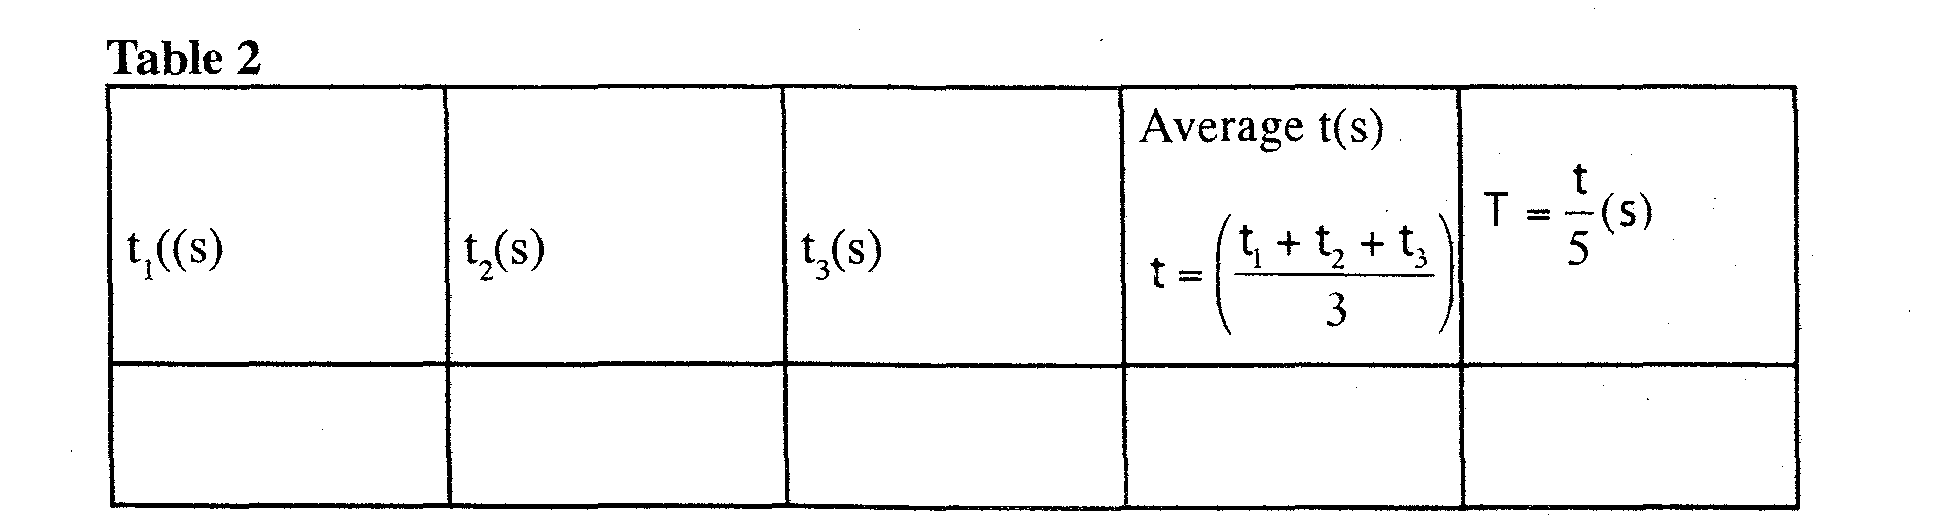 Table 2
t₁((s)
t₂(s)
t₃(s)
Average t(s)
t = ( (t₁ + t₂ + t₃) / 3 )
T = t/5 (s)